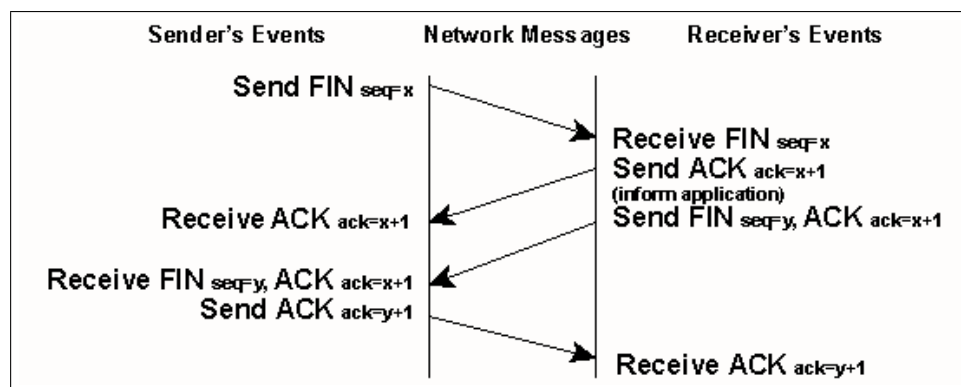 Sender's Events Network Messages Receiver's Events
Send FIN seq=x
Receive FIN seq=x
Send ACK ack=x+1
(inform application)
Receive ACK ack=x+1
Send FIN seq=y, ACK ack=x+1
Receive FIN seq=y, ACK ack=x+1
Send ACK ack=y+1
Receive ACK ack=y+1